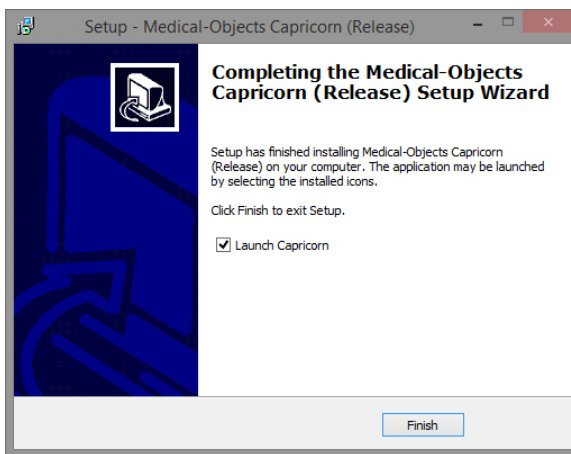 Setup - Medical-Objects Capricorn (Release)
Completing the Medical-Objects
Capricorn (Release) Setup Wizard
Setup has finished installing Medical-Objects Capricorn
(Release) on your computer. The application may be launched
by selecting the installed icons.
Click Finish to exit Setup.
Launch Capricorn
Finish